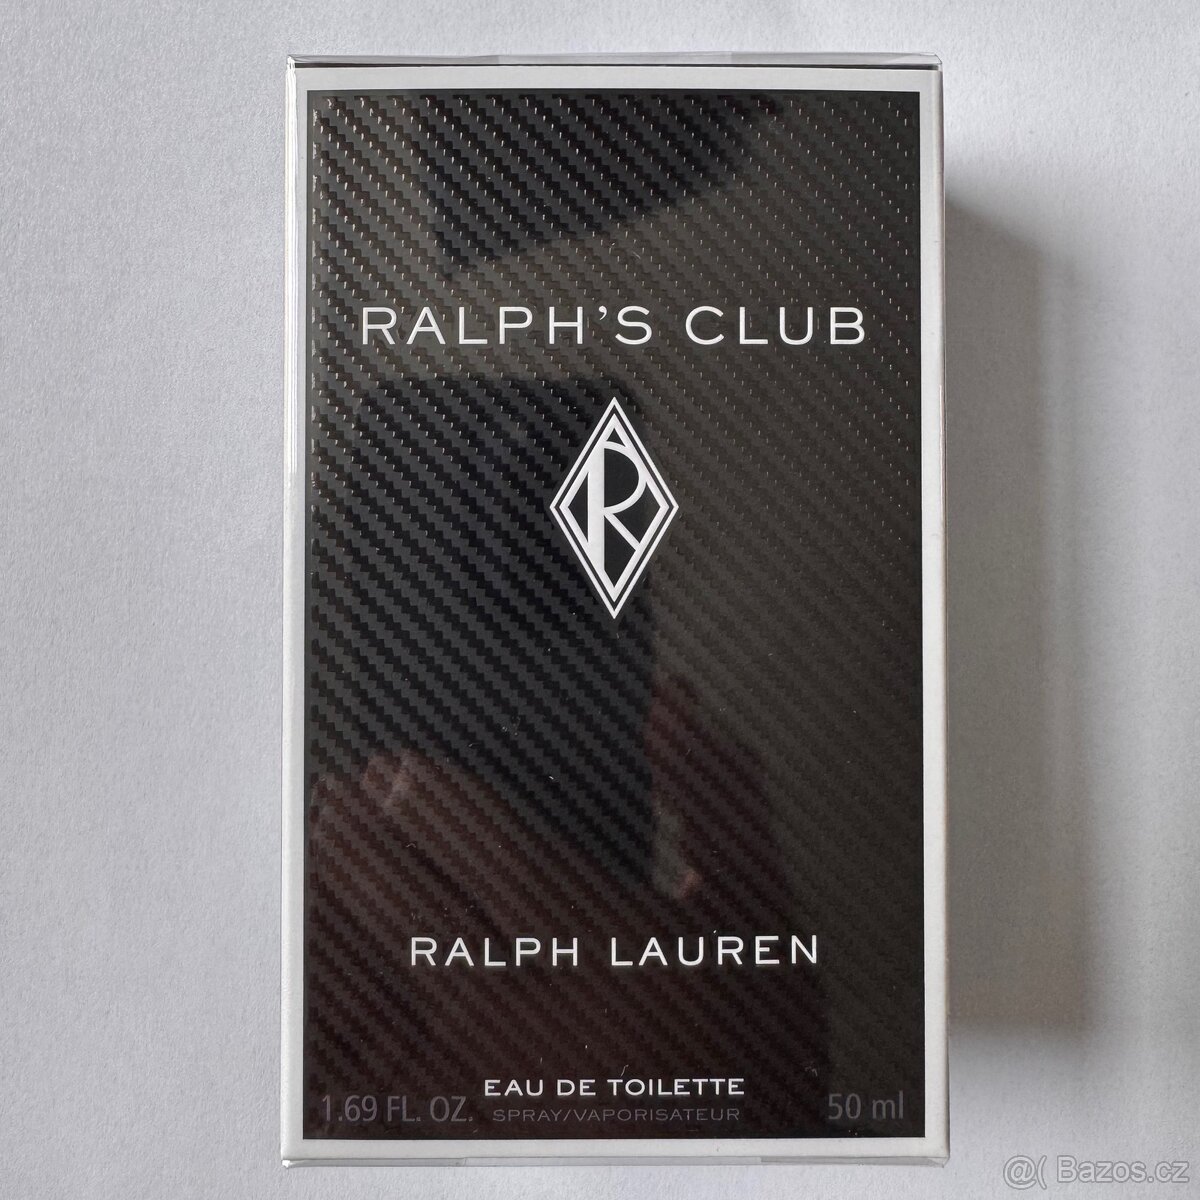 RALPH'S CLUB
R
RALPH LAUREN
EAU DE TOILETTE
1.69 FL. OZ. SPRAY/VAPORISATEUR 50 ml
@( Bazos.cz